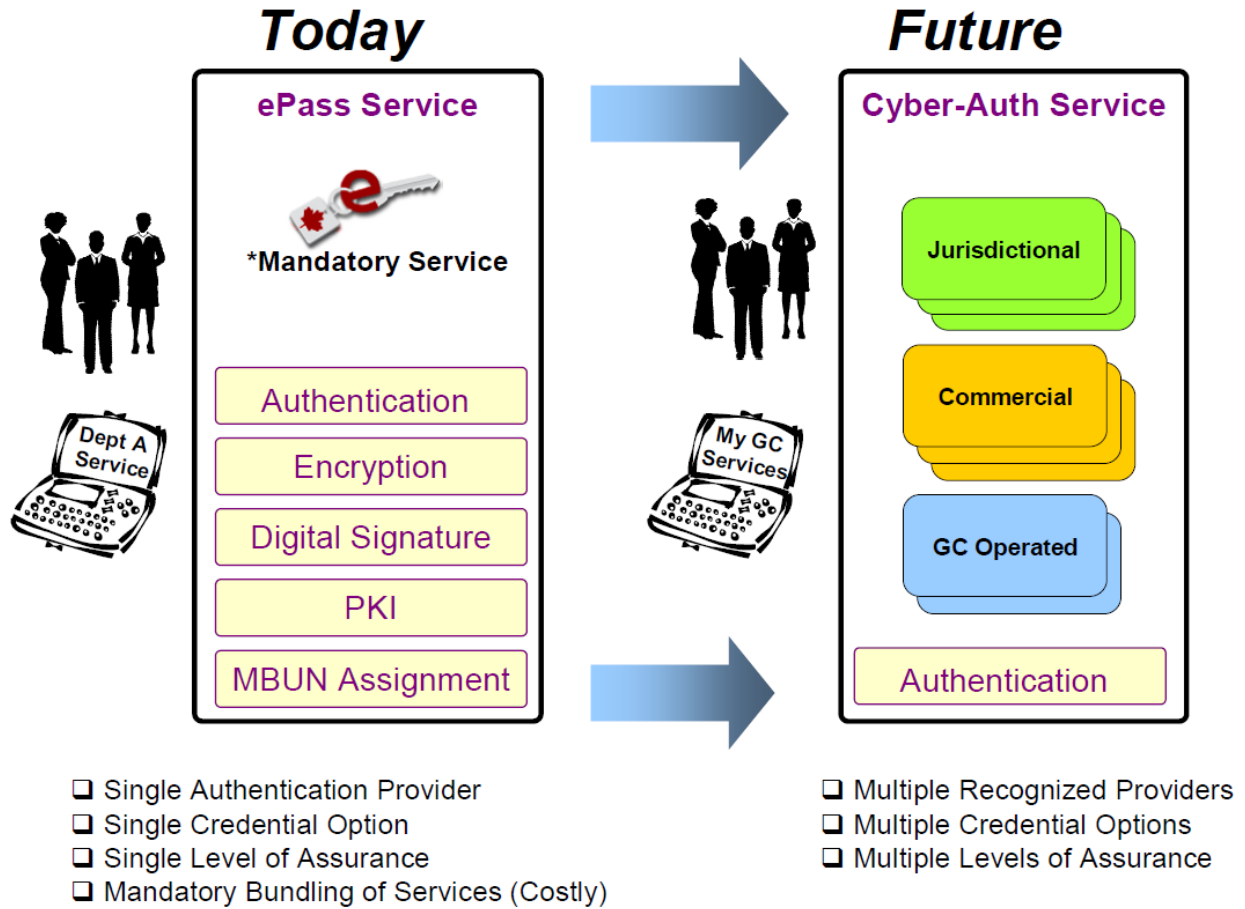 Today
ePass Service
e
*Mandatory Service
Dept A
Service
Authentication
Encryption
Digital Signature
PKI
MBUN Assignment
❑ Single Authentication Provider
❑ Single Credential Option
❑ Single Level of Assurance
❑ Mandatory Bundling of Services (Costly)
Future
Cyber-Auth Service
My GC
Services
Jurisdictional
Commercial
GC Operated
Authentication
❑ Multiple Recognized Providers
❑ Multiple Credential Options
❑ Multiple Levels of Assurance